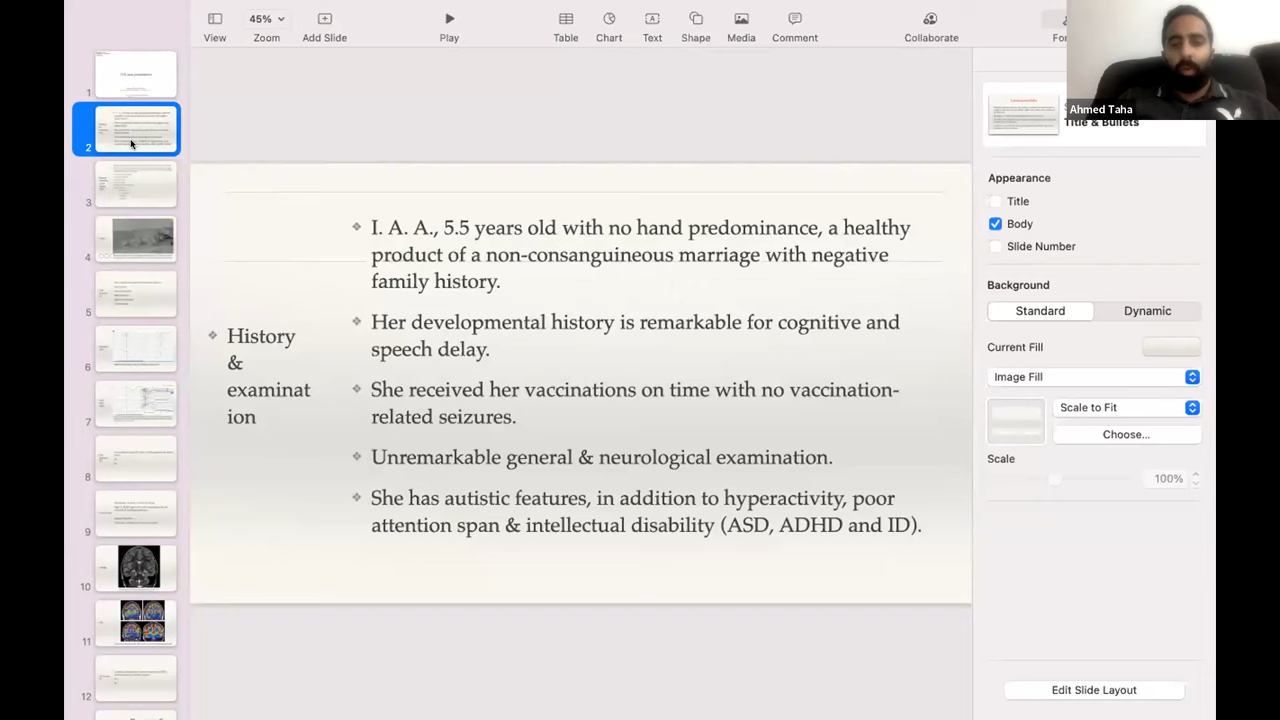 View
45%
Zoom
Add Slide
Play
Table
Chart
Text
Shape
Media
Comment
Collaborate
Ahmed Taha
Title & Bullets
Appearance
Title
Body
Slide Number
Background
Standard
Dynamic
Current Fill
Image Fill
Scale to Fit
Choose...
Scale
100%
Edit Slide Layout
1
2
3
4
5
6
7
8
9
10
11
12
❖ History
&
examinat
ion
❖ I. A. A., 5.5 years old with no hand predominance, a healthy
product of a non-consanguineous marriage with negative
family history.
❖ Her developmental history is remarkable for cognitive and
speech delay.
❖ She received her vaccinations on time with no vaccination-
related seizures.
❖ Unremarkable general & neurological examination.
❖ She has autistic features, in addition to hyperactivity, poor
attention span & intellectual disability (ASD, ADHD and ID).